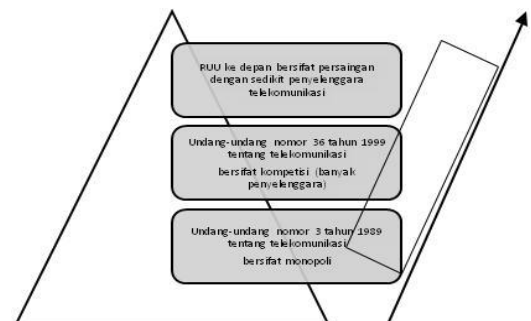 RUU ke depan bersifat persaingan
dengan sedikit penyelenggara
telekomunikasi
Undang-undang nomor 36 tahun 1999
tentang telekomunikasi
bersifat kompetisi (banyak
penyelenggara)
Undang-undang nomor 3 tahun 1989
tentang telekomunikasi
bersifat monopoli